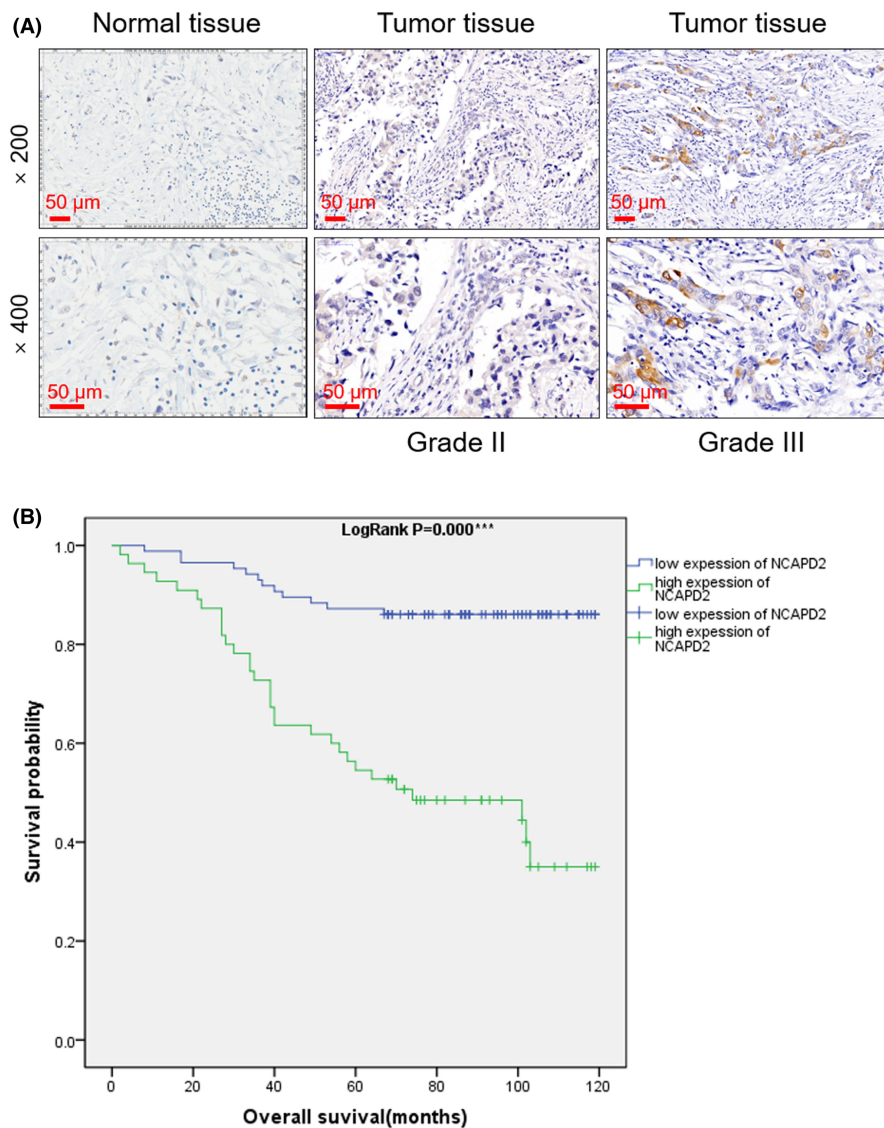 (A)
Normal tissue
Tumor tissue
Tumor tissue
× 200
50 µm
50 µm
50 µm
× 400
50 µm
50 µm
50 µm
Grade II
Grade III
(B)
LogRank P=0.000***
low expession of NCAPD2
high expession of
NCAPD2
low expession of NCAPD2
high expession of
NCAPD2
Survival probability
1.0
0.8
0.6
0.4
0.2
0.0
0
20
40
60
80
100
120
Overall suvival(months)